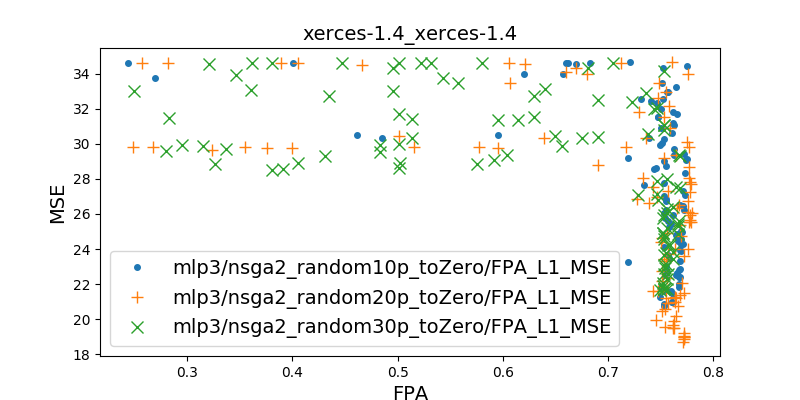 xerces-1.4_xerces-1.4
MSE
34
32
30
28
26
24
22
20
18
mlp3/nsga2_random10p_toZero/FPA_L1_MSE
mlp3/nsga2_random20p_toZero/FPA_L1_MSE
mlp3/nsga2_random30p_toZero/FPA_L1_MSE
0.3 0.4 0.5 0.6 0.7 0.8
FPA